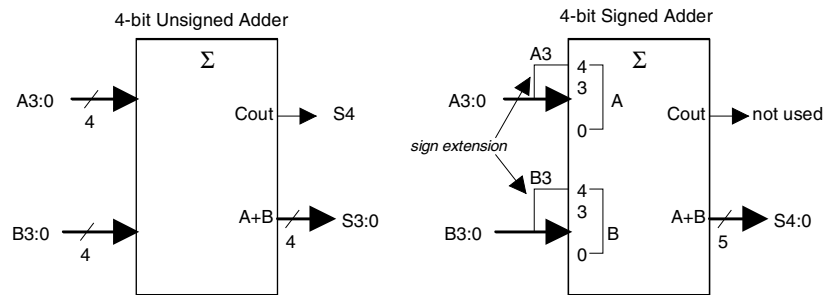 4-bit Unsigned Adder
Σ
A3:0
4
Cout
S4
B3:0
4
A+B
4
S3:0
4-bit Signed Adder
Σ
A3
4
3
A3:0
A
0
Cout
not used
sign extension
B3
4
3
B3:0
B
0
A+B
5
S4:0